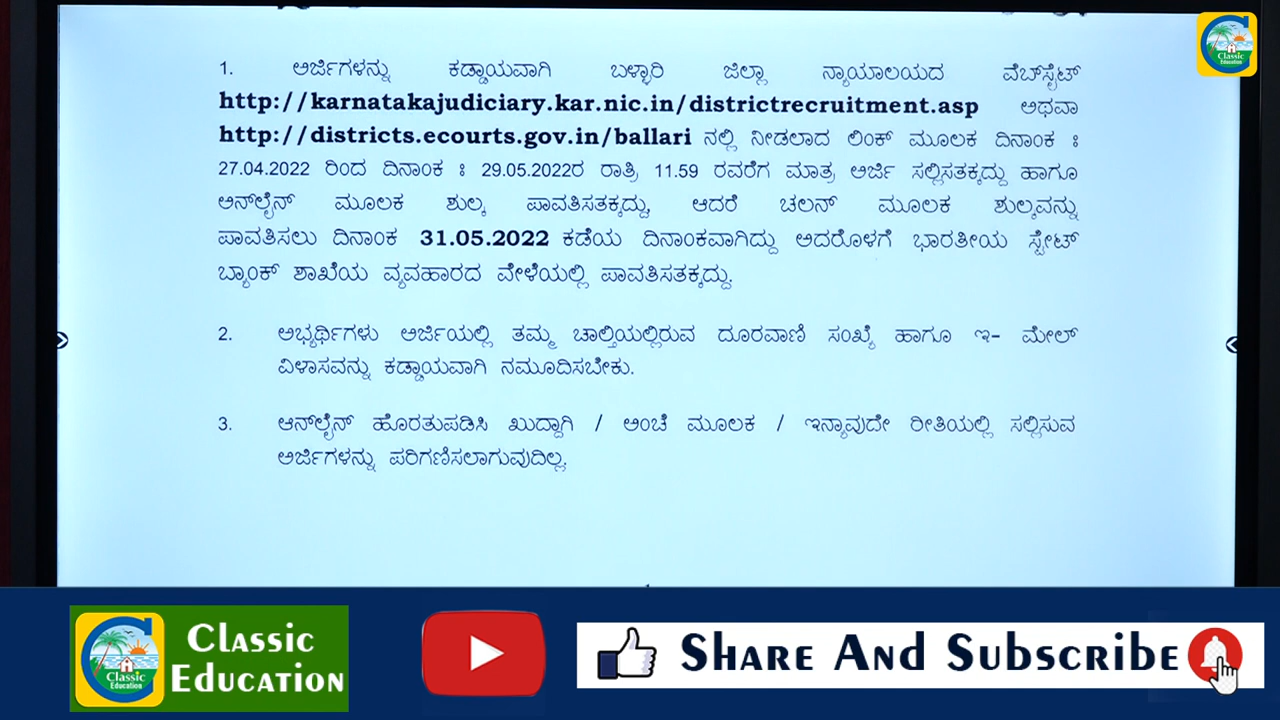 Classic
Education
1. ಅರ್ಜಿಗಳನ್ನು ಕಡ್ಡಾಯವಾಗಿ ಬಳ್ಳಾರಿ ಜಿಲ್ಲಾ ನ್ಯಾಯಾಲಯದ ವೆಬ್‌ಸೈಟ್
http://karnatakajudiciary.kar.nic.in/districtrecruitment.asp ಅಥವಾ
http://districts.ecourts.gov.in/ballari ನಲ್ಲಿ ನೀಡಲಾದ ಲಿಂಕ್ ಮೂಲಕ ದಿನಾಂಕ ಃ
27.04.2022 ರಿಂದ ದಿನಾಂಕ ಃ 29.05.2022ರ ರಾತ್ರಿ 11.59 ರವರೆಗೆ ಮಾತ್ರ ಅರ್ಜಿ ಸಲ್ಲಿಸತಕ್ಕದ್ದು ಹಾಗೂ
ಆನ್‌ಲೈನ್ ಮೂಲಕ ಶುಲ್ಕ ಪಾವತಿಸತಕ್ಕದ್ದು, ಆದರೆ ಚಲನ್ ಮೂಲಕ ಶುಲ್ಕವನ್ನು
ಪಾವತಿಸಲು ದಿನಾಂಕ 31.05.2022 ಕಡೆಯ ದಿನಾಂಕವಾಗಿದ್ದು ಅದರೊಳಗೆ ಭಾರತೀಯ ಸ್ಟೇಟ್
ಬ್ಯಾಂಕ್ ಶಾಖೆಯ ವ್ಯವಹಾರದ ವೇಳೆಯಲ್ಲಿ ಪಾವತಿಸತಕ್ಕದ್ದು.
2. ಅಭ್ಯರ್ಥಿಗಳು ಅರ್ಜಿಯಲ್ಲಿ ತಮ್ಮ ಚಾಲ್ತಿಯಲ್ಲಿರುವ ದೂರವಾಣಿ ಸಂಖ್ಯೆ ಹಾಗೂ ಇ- ಮೇಲ್
ವಿಳಾಸವನ್ನು ಕಡ್ಡಾಯವಾಗಿ ನಮೂದಿಸಬೇಕು.
3. ಆನ್‌ಲೈನ್ ಹೊರತುಪಡಿಸಿ ಖುದ್ದಾಗಿ / ಅಂಚೆ ಮೂಲಕ / ಇನ್ಯಾವುದೇ ರೀತಿಯಲ್ಲಿ ಸಲ್ಲಿಸುವ
ಅರ್ಜಿಗಳನ್ನು ಪರಿಗಣಿಸಲಾಗುವುದಿಲ್ಲ.
Classic
Education
Classic
Education
Share And Subscribe